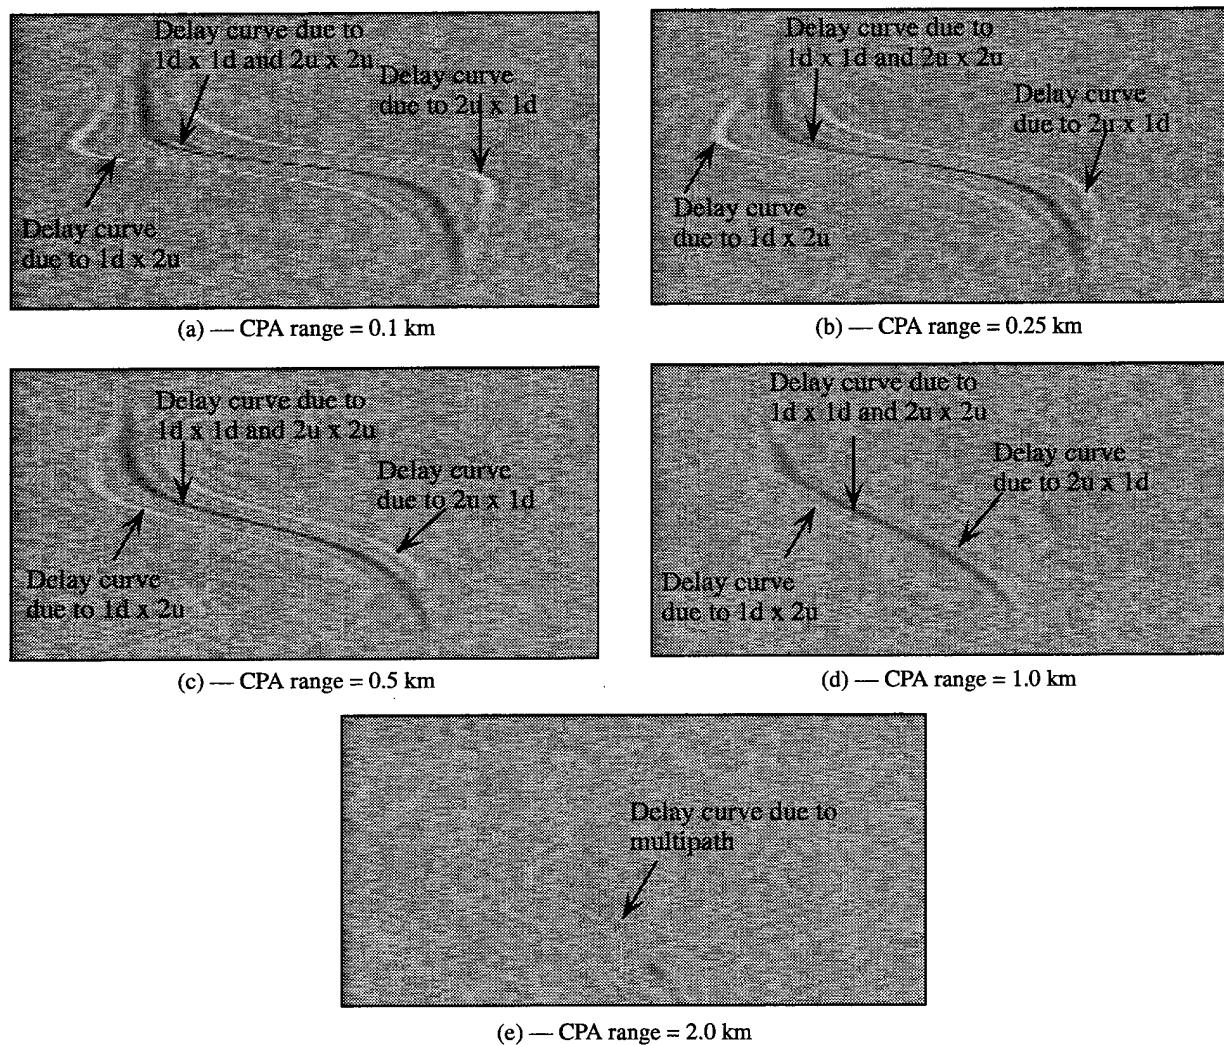 Delay curve due to
1d x 1d and 2u x 2u
Delay curve
due to 2u x 1d
Delay curve
due to 1d x 2u
(a) — CPA range = 0.1 km
Delay curve due to
1d x 1d and 2u x 2u
Delay curve
due to 2u x 1d
Delay curve
due to 1d x 2u
(b) — CPA range = 0.25 km
Delay curve due to
1d x 1d and 2u x 2u
Delay curve
due to 2u x 1d
Delay curve
due to 1d x 2u
(c) — CPA range = 0.5 km
Delay curve due to
1d x 1d and 2u x 2u
Delay curve
due to 2u x 1d
Delay curve
due to 1d x 2u
(d) — CPA range = 1.0 km
Delay curve due to
multipath
(e) — CPA range = 2.0 km